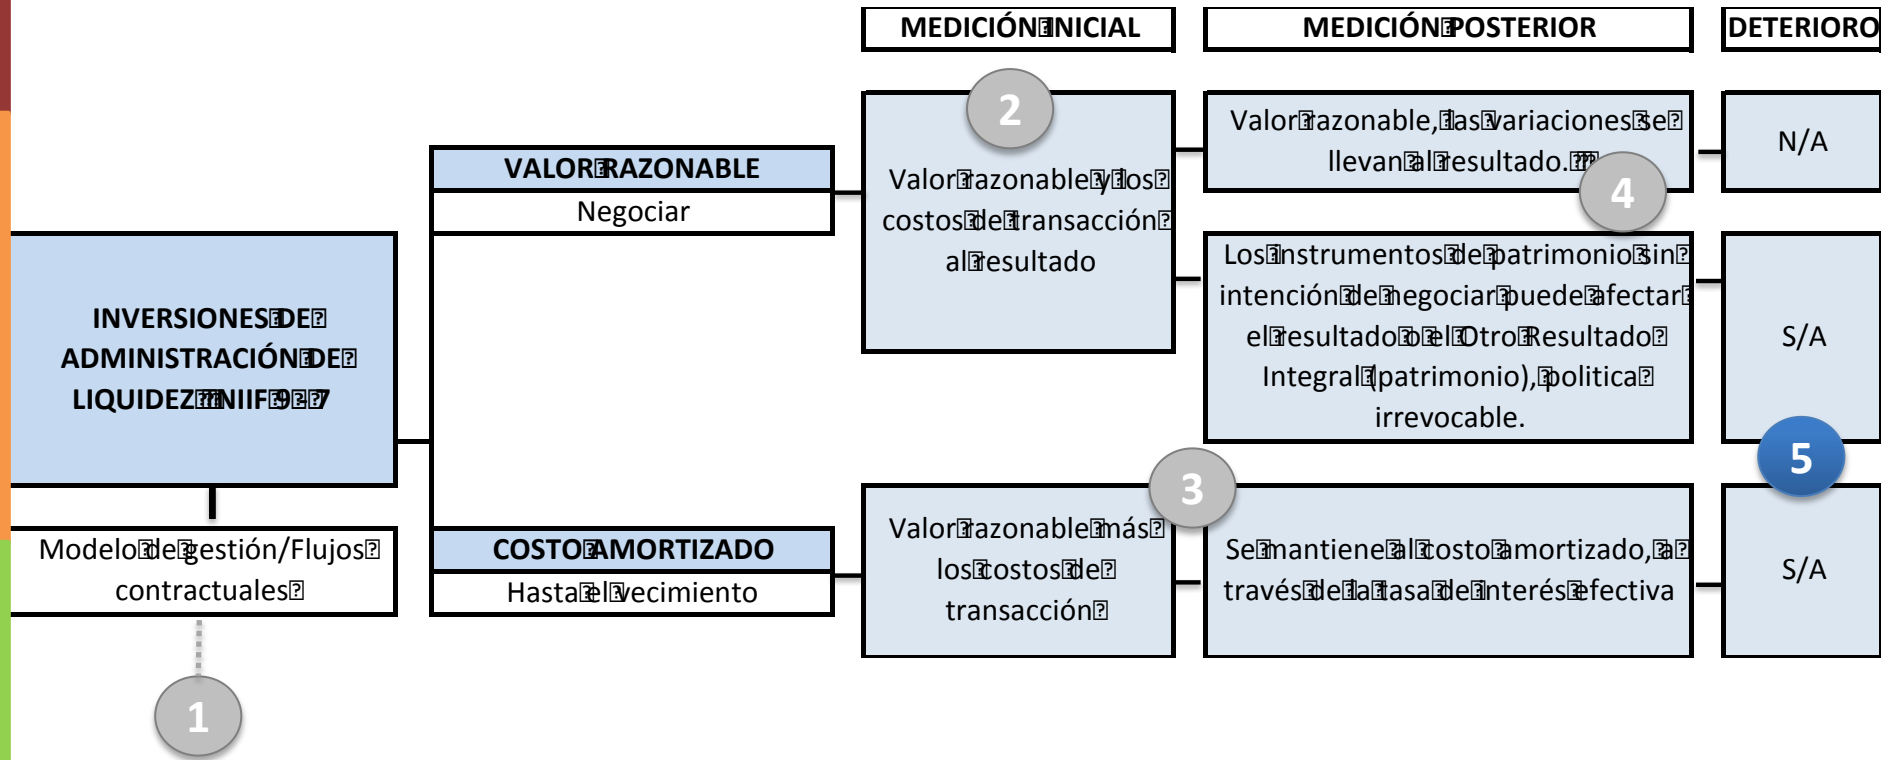 MEDICIÓN INICIAL
MEDICIÓN POSTERIOR
DETERIORO
2
Valor razonable y los
costos de transacción
al resultado
Valor razonable, las variaciones se
llevan al resultado.
4
N/A
VALOR RAZONABLE
Negociar
INVERSIONES DE
ADMINISTRACIÓN DE
LIQUIDEZ NIIF 9 - 7
Los instrumentos de patrimonio sin
intención de negociar puede afectar
el resultado o el Otro Resultado
Integral (patrimonio), politica
irrevocable.
S/A
5
3
Modelo de gestión/Flujos
contractuales
COSTO AMORTIZADO
Hasta el vecimiento
Valor razonable más
los costos de
transacción
Se mantiene al costo amortizado, a
través de la tasa de interés efectiva
S/A
1